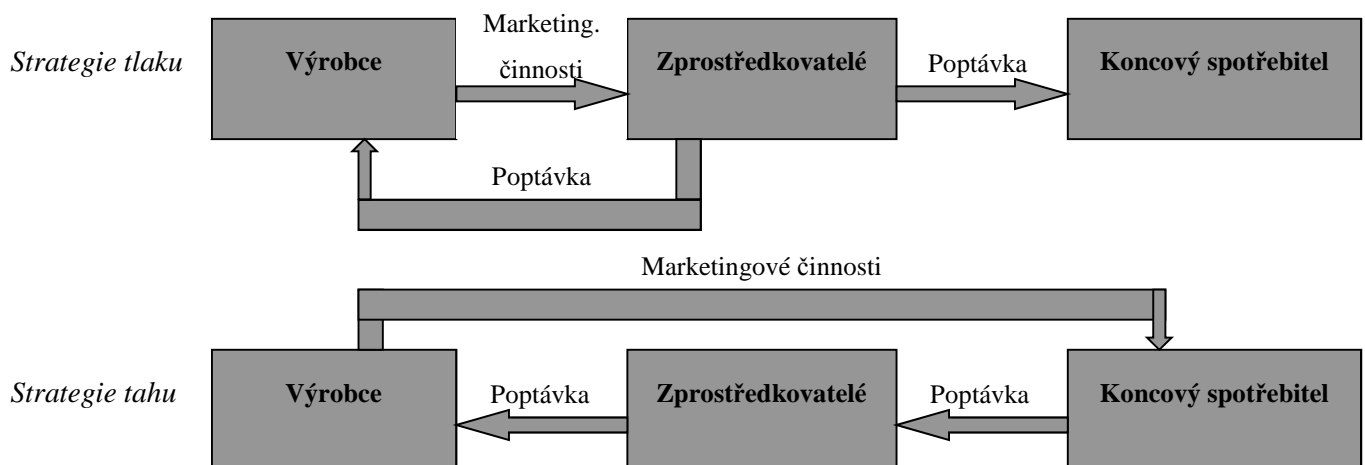 Marketing.
činnosti
Strategie tlaku
Výrobce
Zprostředkovatelé
Poptávka
Koncový spotřebitel
Poptávka
Marketingové činnosti
Strategie tahu
Výrobce
Poptávka
Zprostředkovatelé
Poptávka
Koncový spotřebitel